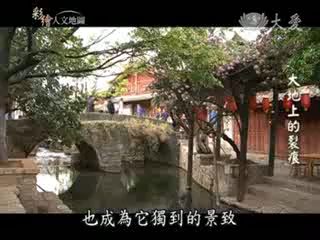 彩繪人文地圖
大愛
大地上的裂痕
也成為它獨到的景致